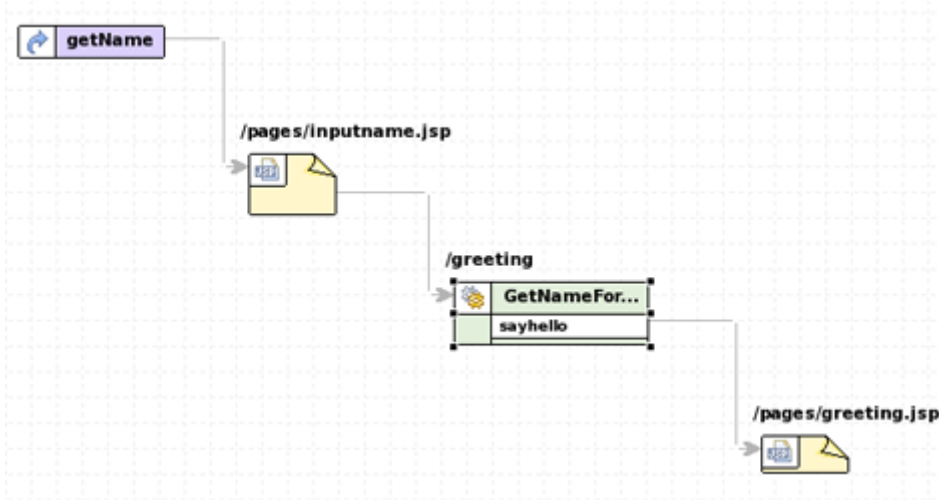 getName
/pages/inputname.jsp
/greeting
GetNameFor...
sayhello
/pages/greeting.jsp